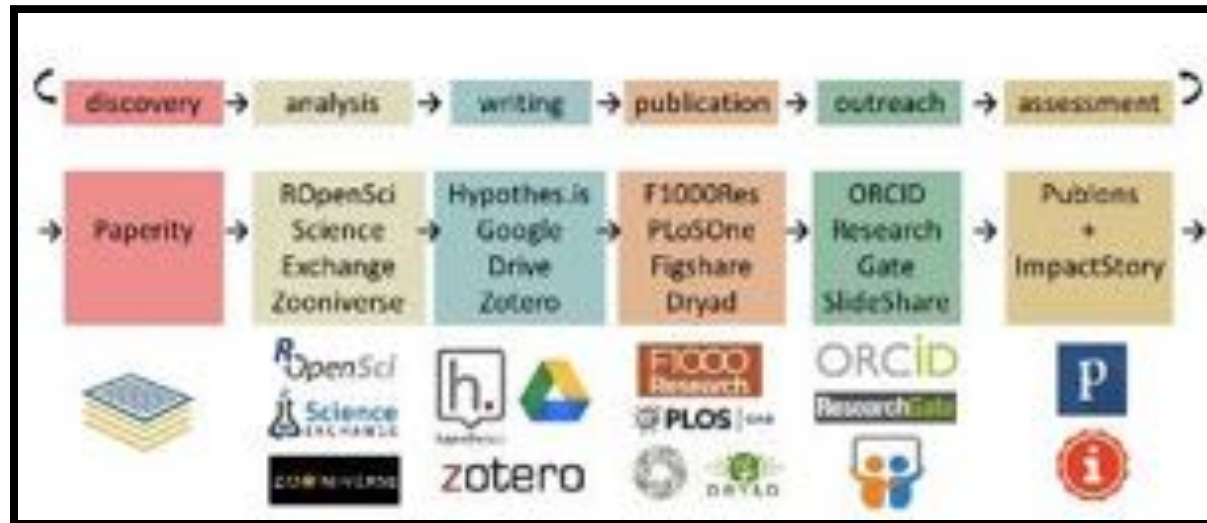 discovery
analysis
writing
publication
outreach
assessment
Paperity
ROpenSci
Science
Exchange
Zooniverse
Hypothes.is
Google
Drive
Zotero
F1000Res
PLoSOne
Figshare
Dryad
ORCID
Research
Gate
SlideShare
Publons
+
ImpactStory
ROpenSci
Science
EXCHANGE
ZOONIVERSE
h.
zotero
F1000
Research
PLOS
DRYAD
ORCID
ResearchGate
P
i